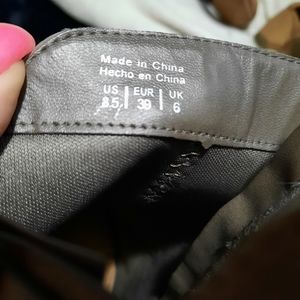 Made in China
Hecho en China
US EUR UK
8.5 39 6